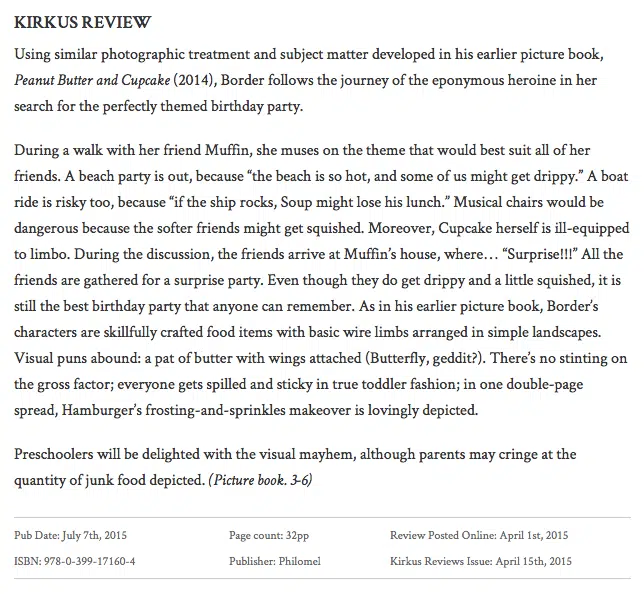 KIRKUS REVIEW
Using similar photographic treatment and subject matter developed in his earlier picture book,
Peanut Butter and Cupcake (2014), Border follows the journey of the eponymous heroine in her
search for the perfectly themed birthday party.
During a walk with her friend Muffin, she muses on the theme that would best suit all of her
friends. A beach party is out, because “the beach is so hot, and some of us might get drippy.” A boat
ride is risky too, because “if the ship rocks, Soup might lose his lunch.” Musical chairs would be
dangerous because the softer friends might get squished. Moreover, Cupcake herself is ill-equipped
to limbo. During the discussion, the friends arrive at Muffin’s house, where… “Surprise!!!” All the
friends are gathered for a surprise party. Even though they do get drippy and a little squished, it is
still the best birthday party that anyone can remember. As in his earlier picture book, Border’s
characters are skillfully crafted food items with basic wire limbs arranged in simple landscapes.
Visual puns abound: a pat of butter with wings attached (Butterfly, geddit?). There’s no stinting on
the gross factor; everyone gets spilled and sticky in true toddler fashion; in one double-page
spread, Hamburger’s frosting-and-sprinkles makeover is lovingly depicted.
Preschoolers will be delighted with the visual mayhem, although parents may cringe at the
quantity of junk food depicted. (Picture book. 3-6)
Pub Date: July 7th, 2015 Page count: 32pp Review Posted Online: April 1st, 2015
ISBN: 978-0-399-17160-4 Publisher: Philomel Kirkus Reviews Issue: April 15th, 2015